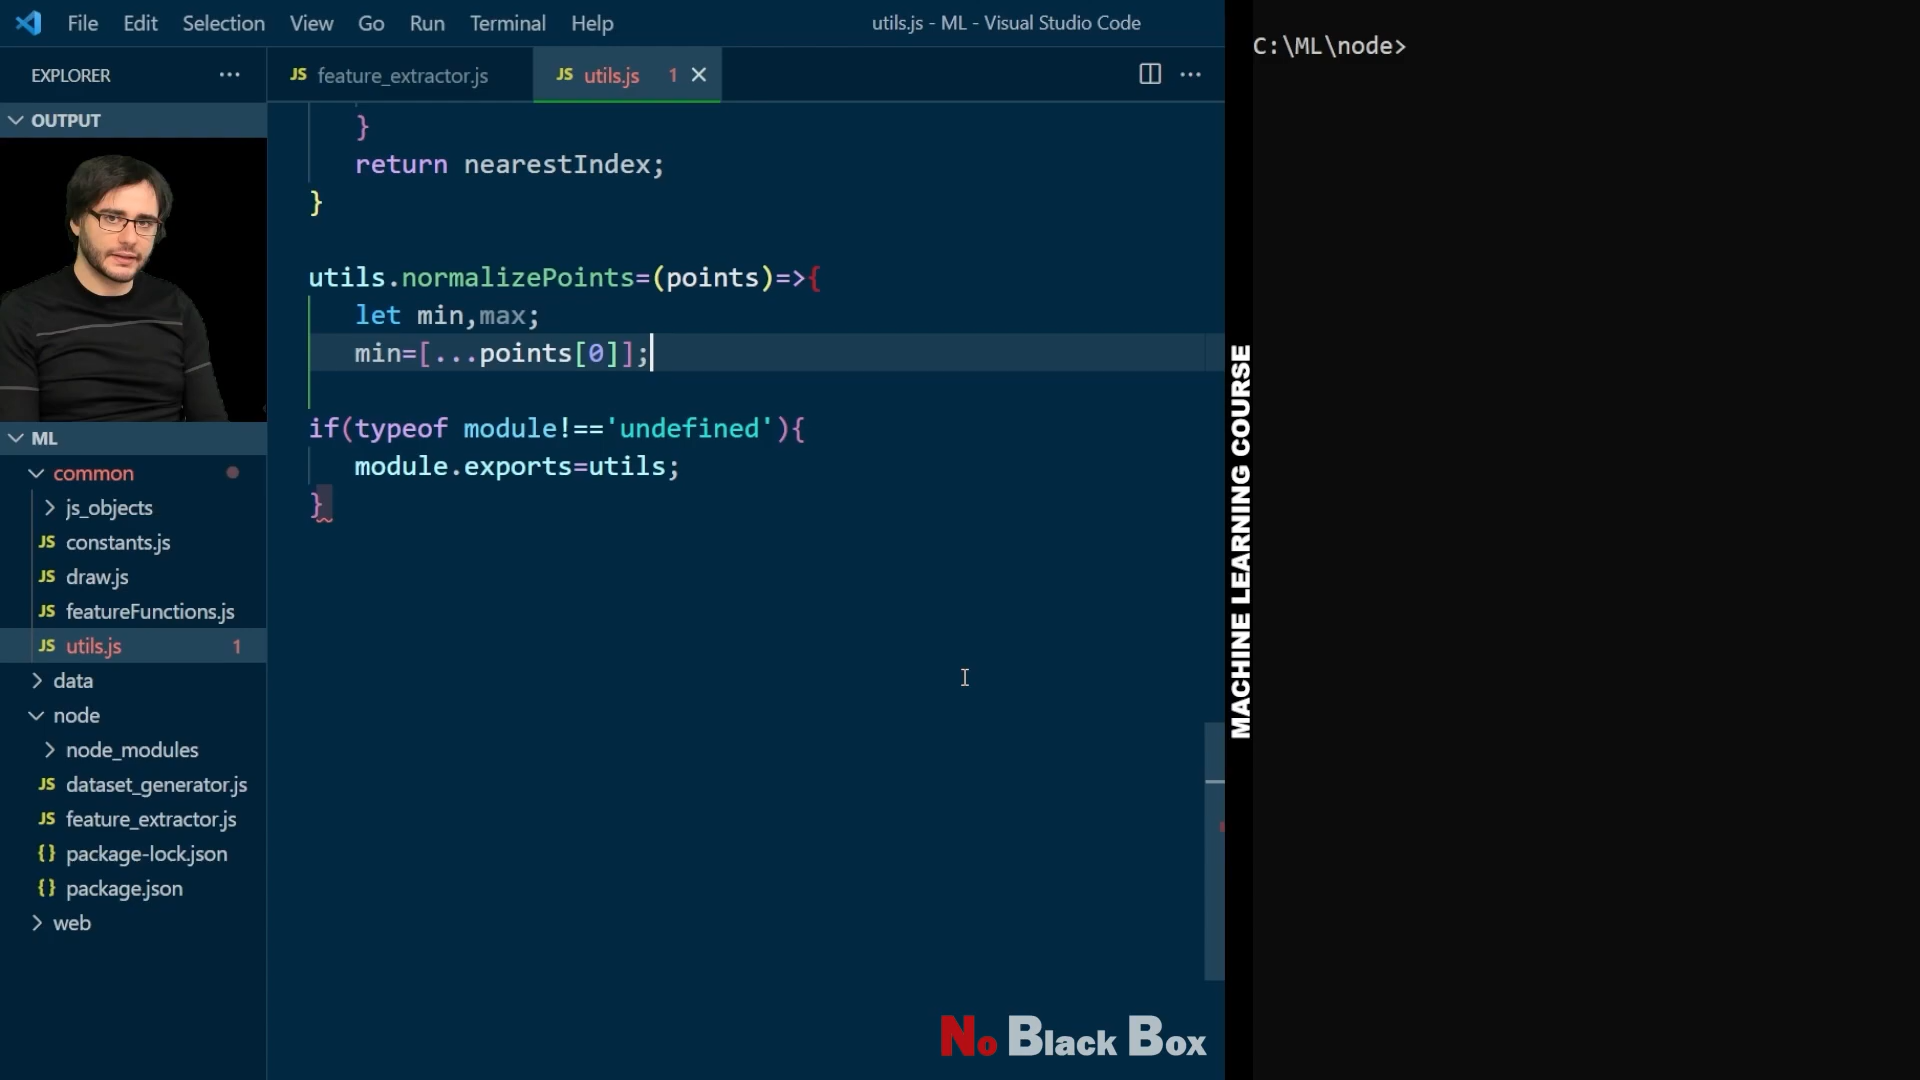 File Edit Selection View Go Run Terminal Help
utils.js - ML - Visual Studio Code
C:\ML\node>
EXPLORER ···
JS feature_extractor.js
JS utils.js 1
OUTPUT
}
return nearestIndex;
}
utils.normalizePoints=(points)=>{
let min,max;
min=[...points[0]];
if(typeof module!=='undefined'){
module.exports=utils;
}
ML
common
js_objects
JS constants.js
JS draw.js
JS featureFunctions.js
JS utils.js 1
data
node
node_modules
JS dataset_generator.js
JS feature_extractor.js
{} package-lock.json
{} package.json
web
MACHINE LEARNING COURSE
No Black Box